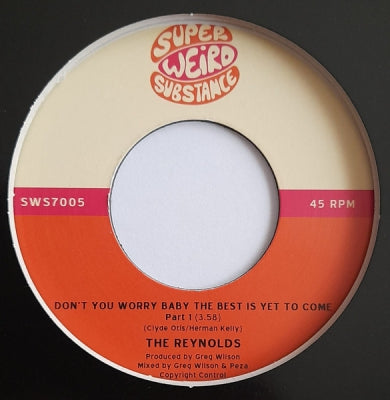 SUPER
WEIRD
SUBSTANCE
SWS7005 45 RPM
DON'T YOU WORRY BABY THE BEST IS YET TO COME
Part 1 (3.58)
(Clyde Otis/Herman Kelly)
THE REYNOLDS
Produced by Greg Wilson
Mixed by Greg Wilson & Peza
Copyright Control